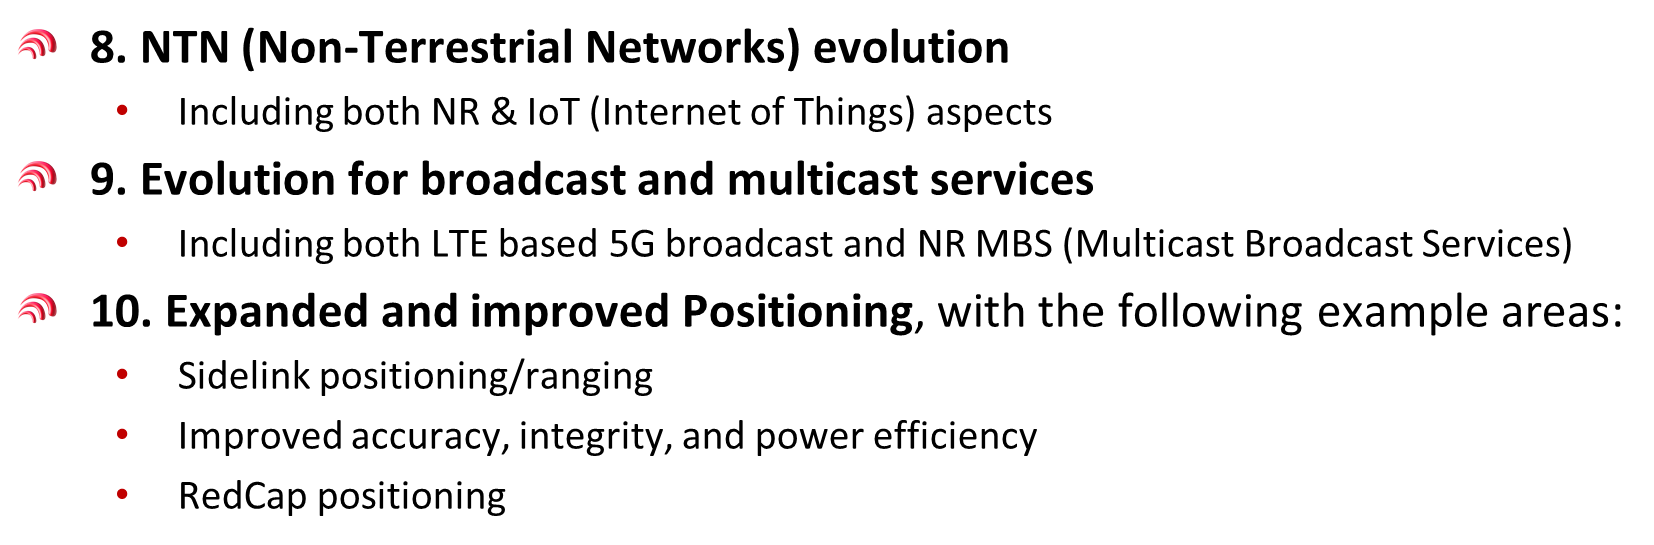 8. NTN (Non-Terrestrial Networks) evolution
• Including both NR & IoT (Internet of Things) aspects
9. Evolution for broadcast and multicast services
• Including both LTE based 5G broadcast and NR MBS (Multicast Broadcast Services)
10. Expanded and improved Positioning, with the following example areas:
• Sidelink positioning/ranging
• Improved accuracy, integrity, and power efficiency
• RedCap positioning